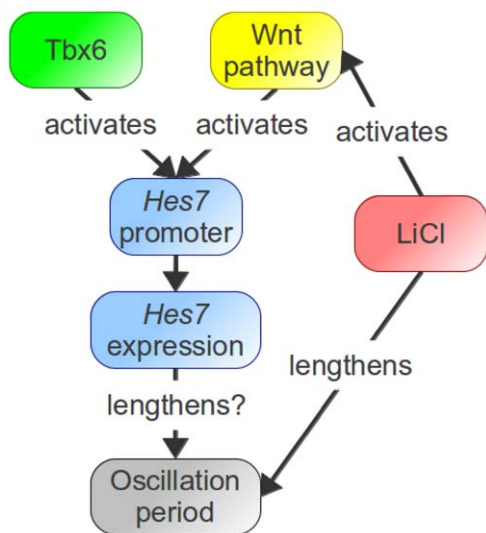 Tbx6
Wnt
pathway
activates
activates
activates
Hes7
promoter
LiCl
Hes7
expression
lengthens
lengthens?
Oscillation
period